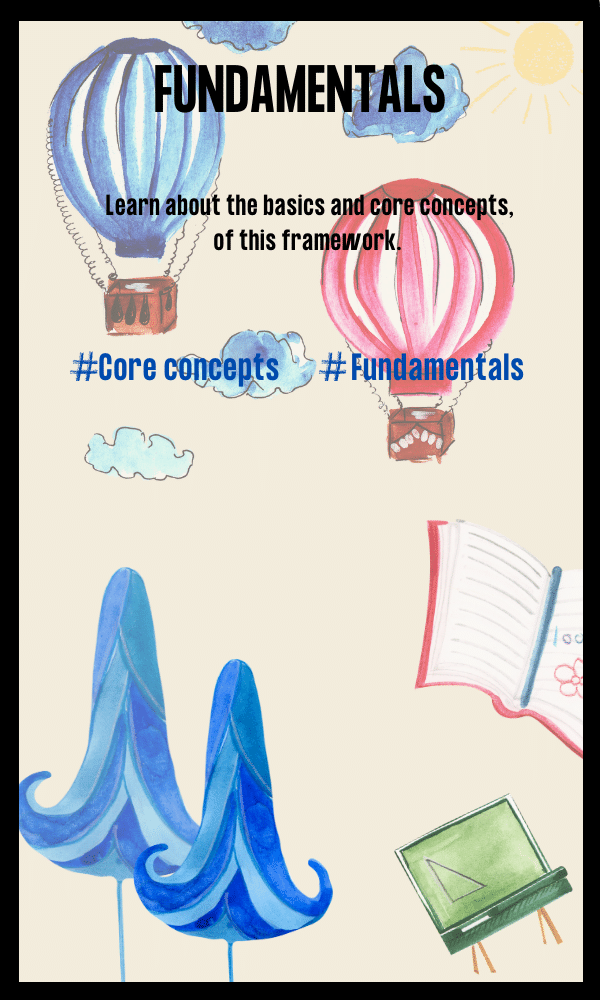 FUNDAMENTALS
Learn about the basics and core concepts,
of this framework.
#Core concepts #Fundamentals